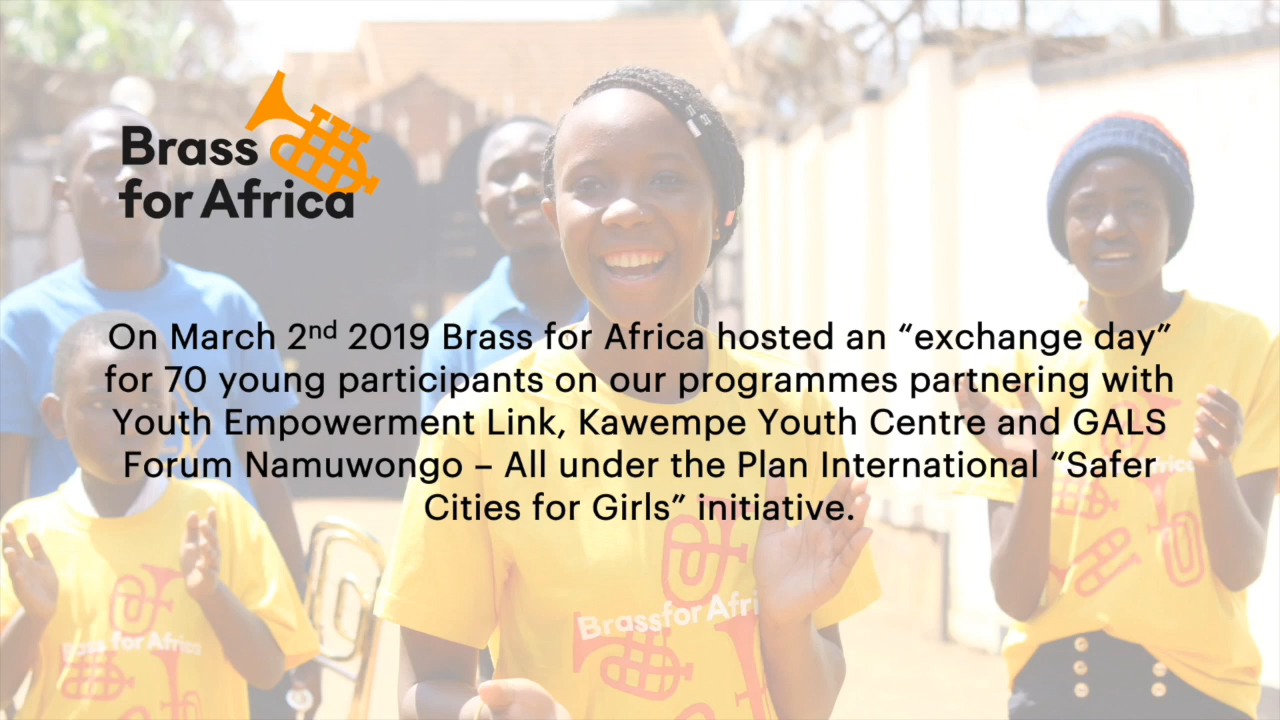 Brass
for Africa
On March 2nd 2019 Brass for Africa hosted an “exchange day”
for 70 young participants on our programmes partnering with
Youth Empowerment Link, Kawempe Youth Centre and GALS
Forum Namuwongo – All under the Plan International “Safer
Cities for Girls” initiative.
Brass for Africa
Brass for Afri